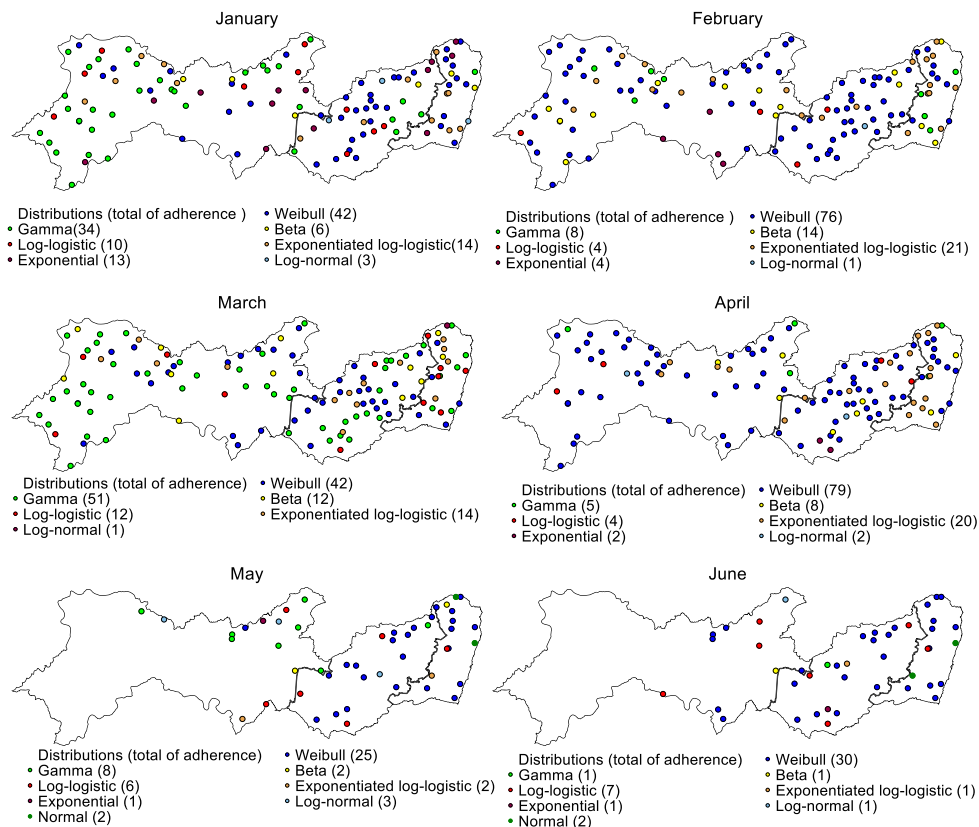 January
Distributions (total of adherence )
Gamma(34)
Log-logistic (10)
Exponential (13)
Weibull (42)
Beta (6)
Exponentiated log-logistic(14)
Log-normal (3)
February
Distributions (total of adherence )
Gamma (8)
Log-logistic (4)
Exponential (4)
Weibull (76)
Beta (14)
Exponentiated log-logistic (21)
Log-normal (1)
March
Distributions (total of adherence)
Gamma (51)
Log-logistic (12)
Log-normal (1)
Weibull (42)
Beta (12)
Exponentiated log-logistic (14)
April
Distributions (total of adherence)
Gamma (5)
Log-logistic (4)
Exponential (2)
Weibull (79)
Beta (8)
Exponentiated log-logistic (20)
Log-normal (2)
May
Distributions (total of adherence)
Gamma (8)
Log-logistic (6)
Exponential (1)
Normal (2)
Weibull (25)
Beta (2)
Exponentiated log-logistic (2)
Log-normal (3)
June
Distributions (total of adherence)
Gamma (1)
Log-logistic (7)
Exponential (1)
Normal (2)
Weibull (30)
Beta (1)
Exponentiated log-logistic (1)
Log-normal (1)